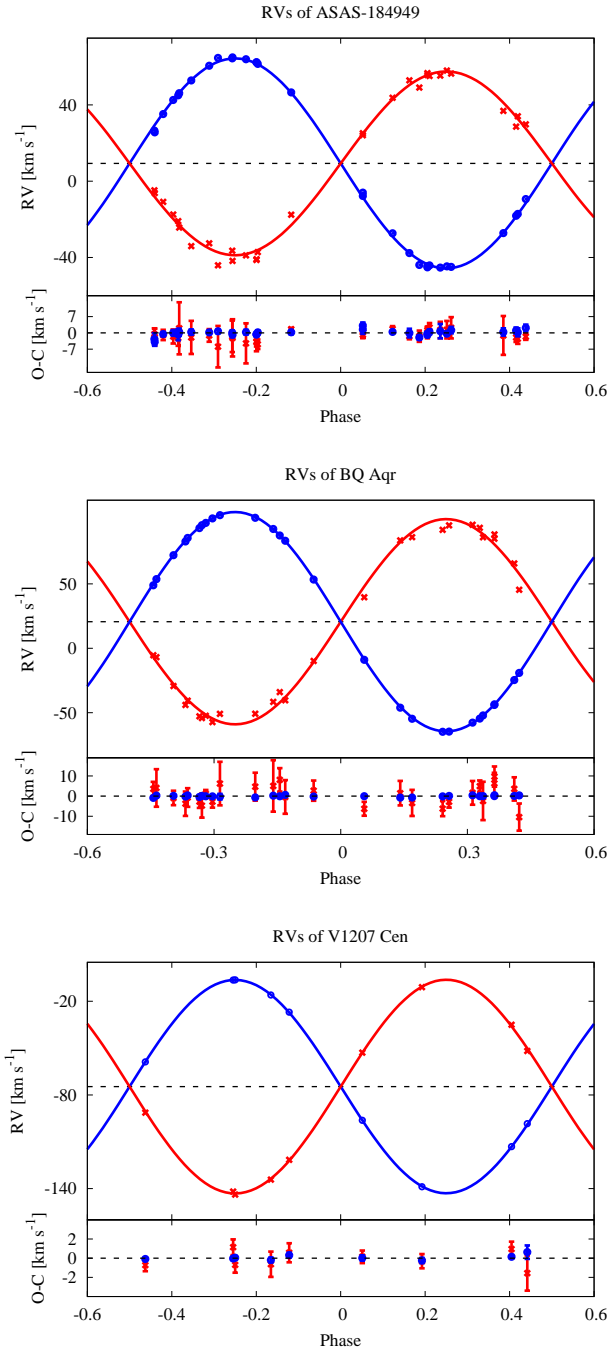 RVs of ASAS-184949
40
0
-40
RV [km s-1]
7
0
-7
O-C [km s-1]
-0.6 -0.4 -0.2 0 0.2 0.4 0.6
Phase
RVs of BQ Aqr
50
0
-50
RV [km s-1]
10
0
-10
O-C [km s-1]
-0.6 -0.3 0 0.3 0.6
Phase
RVs of V1207 Cen
-20
-80
-140
RV [km s-1]
2
0
-2
O-C [km s-1]
-0.6 -0.4 -0.2 0 0.2 0.4 0.6
Phase